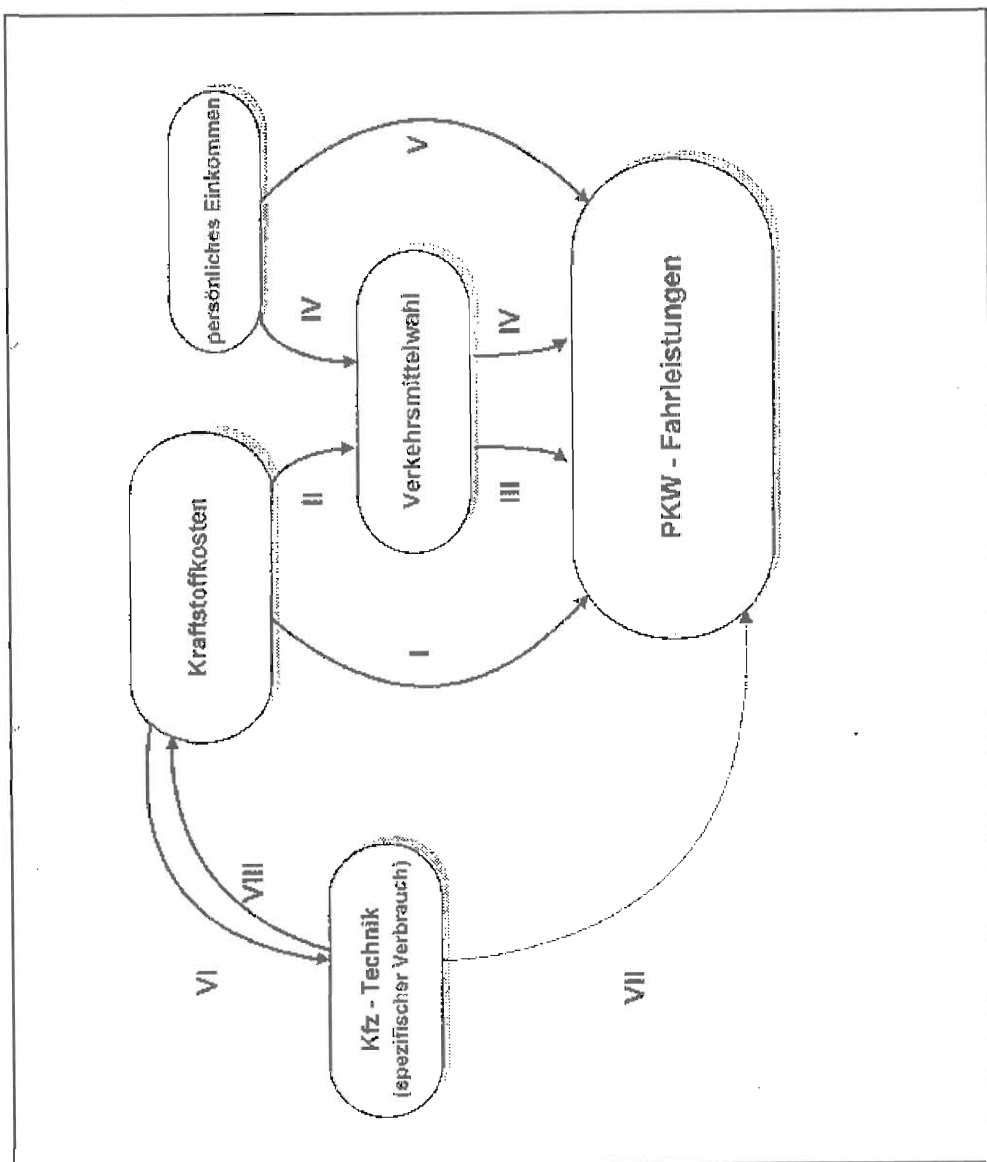 Kraftstoffkosten
persönliches Einkommen
VI
VIII
II
IV
I
V
Kfz - Technik
(spezifischer Verbrauch)
Verkehrsmittelwahl
III
IV
VII
PKW - Fahrleistungen